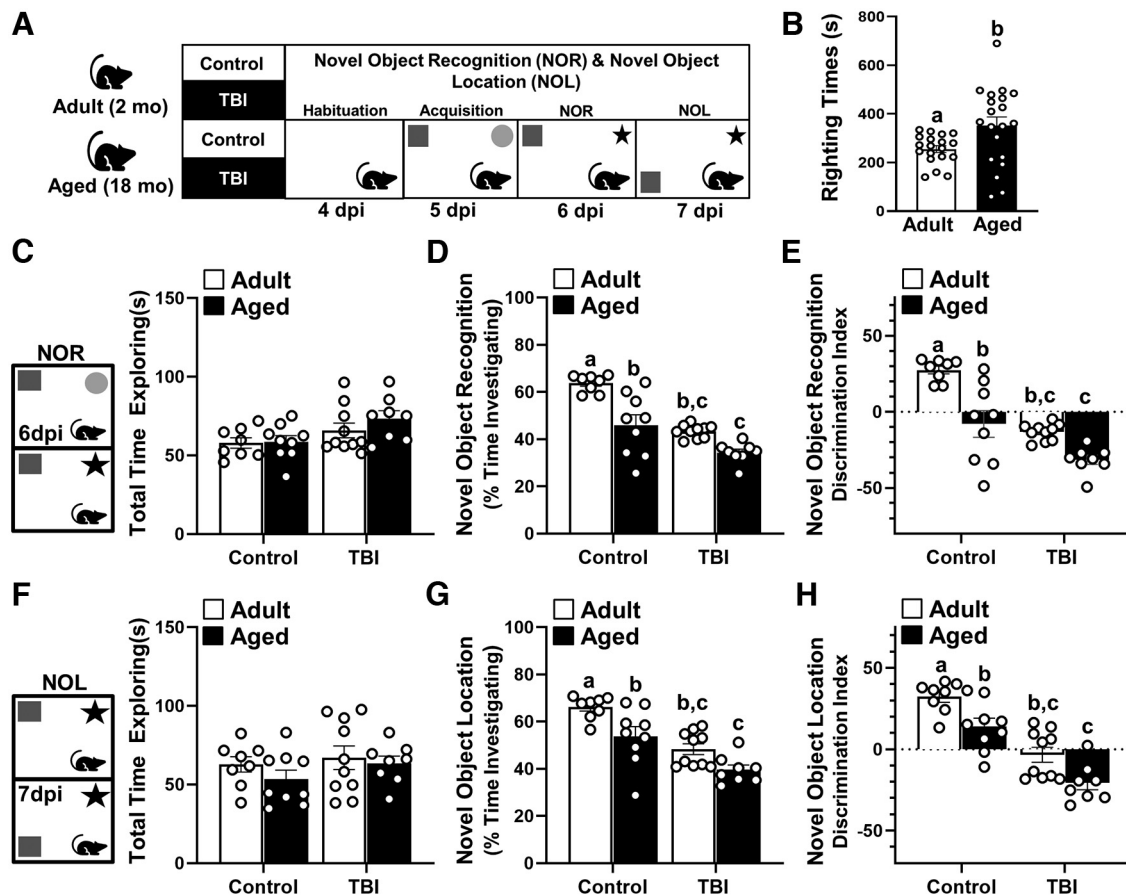 A
Control
TBI
Control
TBI
Adult (2 mo)
Aged (18 mo)
Novel Object Recognition (NOR) & Novel Object
Location (NOL)
Habituation
Acquisition
NOR
NOL
4 dpi
5 dpi
6 dpi
7 dpi
B
Righting Times (s)
800
600
400
200
0
a
b
Adult
Aged
C
NOR
6dpi
Adult
Aged
Total Time Exploring(s)
150
100
50
0
Control
TBI
D
Adult
Aged
Novel Object Recognition
(% Time Investigating)
100
80
60
40
20
0
a
b
b,c
c
Control
TBI
E
Adult
Aged
Novel Object Recognition
Discrimination Index
50
0
-50
a
b
b,c
c
Control
TBI
F
NOL
7dpi
Adult
Aged
Total Time Exploring(s)
150
100
50
0
Control
TBI
G
Adult
Aged
Novel Object Location
(% Time Investigating)
100
80
60
40
20
0
a
b
b,c
c
Control
TBI
H
Adult
Aged
Novel Object Location
Discrimination Index
50
0
-50
a
b
b,c
c
Control
TBI